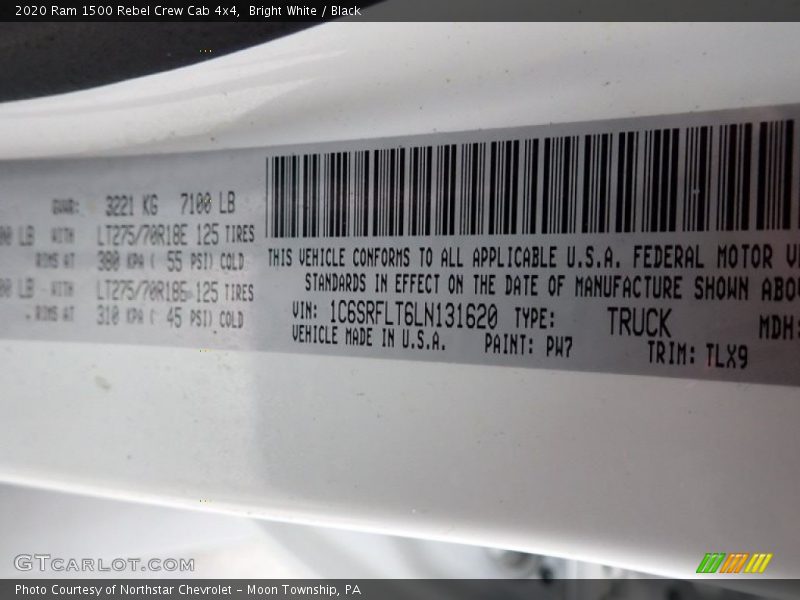 2020 Ram 1500 Rebel Crew Cab 4x4, Bright White / Black
GVWR: 3221 KG 7100 LB
00 LB WITH LT275/70R18E 125 TIRES
RIMS AT 380 KPA ( 55 PSI) COLD
00 LB WITH LT275/70R18E 125 TIRES
RIMS AT 310 KPA ( 45 PSI) COLD
THIS VEHICLE CONFORMS TO ALL APPLICABLE U.S.A. FEDERAL MOTOR V
STANDARDS IN EFFECT ON THE DATE OF MANUFACTURE SHOWN ABO
VIN: 1C6SRFLT6LN131620 TYPE: TRUCK MDH:
VEHICLE MADE IN U.S.A. PAINT: PW7 TRIM: TLX9
GTCARLOT.COM
Photo Courtesy of Northstar Chevrolet - Moon Township, PA